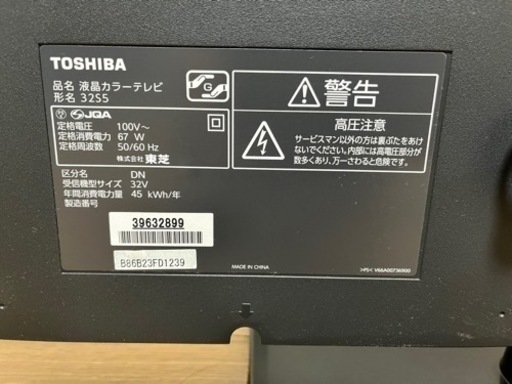 TOSHIBA
品名 液晶カラーテレビ
形名 32S5
G
JQA
定格電圧 100V～
定格消費電力 67 W
定格周波数 50/60 Hz
株式会社 東芝
区分名 DN
受信機型サイズ 32V
年間消費電力量 45 kWh/年
製造番号
39632899
B86B23FD1239
警告
高圧注意
サービスマン以外の方は裏ぶたをあけ
ないでください。内部には高電圧部分が
数多くあり、万一さわると危険です。
MADE IN CHINA
>PS< V66A00736900